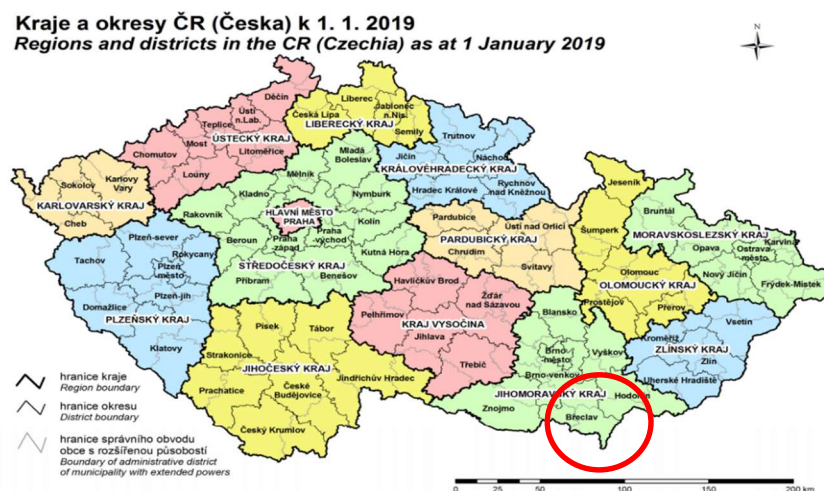 Kraje a okresy ČR (Česka) k 1. 1. 2019
Regions and districts in the CR (Czechia) as at 1 January 2019
N
Děčín
Liberec
Ústí
n.Lab.
Česká Lípa
Jablonec
n.Nis.
Teplice
LIBERECKÝ KRAJ
Semily
Trutnov
Most
ÚSTECKÝ KRAJ
Chomutov
Litoměřice
Mladá
Boleslav
Jičín
Náchod
Louny
Mělník
KRÁLOVÉHRADECKÝ KRAJ
Sokolov
Karlovy
Vary
Kladno
Nymburk
Hradec Králové
Rychnov
nad Kněžnou
Jeseník
KARLOVARSKÝ KRAJ
Rakovník
HLAVNÍ MĚSTO
PRAHA
Kolín
Cheb
Pardubice
Ústí nad Orlicí
Bruntál
Plzeň-sever
Beroun
Praha
západ
Praha
východ
Šumperk
MORAVSKOSLEZSKÝ KRAJ
Rokycany
Kutná Hora
PARDUBICKÝ KRAJ
Chrudim
Opava
Ostrava
město
Karviná
Tachov
Plzeň
město
STŘEDOČESKÝ KRAJ
Svitavy
Olomouc
Nový Jičín
Benešov
Příbram
Havlíčkův Brod
Žďár
nad Sázavou
OLOMOUCKÝ KRAJ
Frýdek-Místek
Plzeň-jih
Domažlice
Prostějov
Přerov
PLZEŇSKÝ KRAJ
Pelhřimov
KRAJ VYSOČINA
Blansko
Vsetín
Písek
Tábor
Jihlava
Kroměříž
Klatovy
Strakonice
Brno-
město
Vyškov
ZLÍNSKÝ KRAJ
Zlín
JIHOČESKÝ KRAJ
Třebíč
Brno-venkov
Uherské Hradiště
Jindřichův Hradec
Prachatice
České
Budějovice
JIHOMORAVSKÝ KRAJ
Hodonín
Znojmo
Břeclav
Český Krumlov
hranice kraje
Region boundary
hranice okresu
District boundary
hranice správního obvodu
obce s rozšířenou působostí
Boundary of administrative district
of municipality with extended powers
0 12 25 50 100 150 200 km